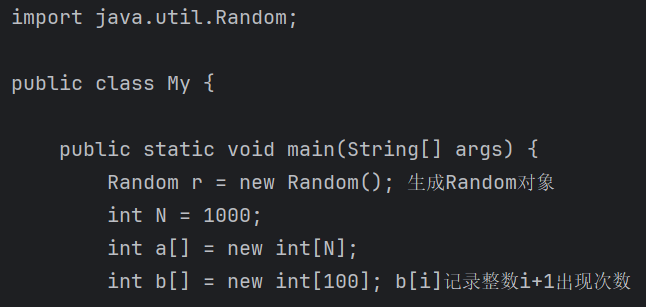 import java.util.Random;
public class My {
public static void main(String[] args) {
Random r = new Random(); 生成Random对象
int N = 1000;
int a[] = new int[N];
int b[] = new int[100]; b[i]记录整数i+1出现次数